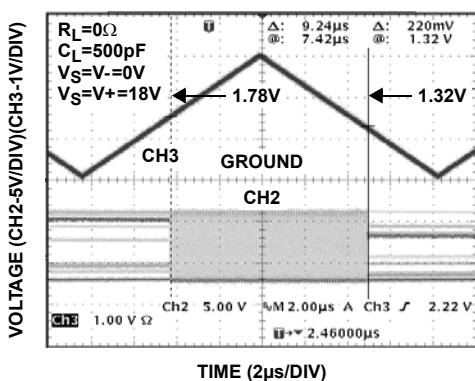 RL=0Ω
CL=500pF
VS=V-=0V
VS=V+=18V
Δ: 9.24µs Δ: 220mV
@: 7.42µs @: 1.32 V
1.78V
1.32V
CH3
GROUND
CH2
VOLTAGE (CH2-5V/DIV)(CH3-1V/DIV)
Ch2 5.00 V M 2.00µs A Ch3 2.22 V
Ch3 1.00 V Ω
2.46000µs
TIME (2µs/DIV)